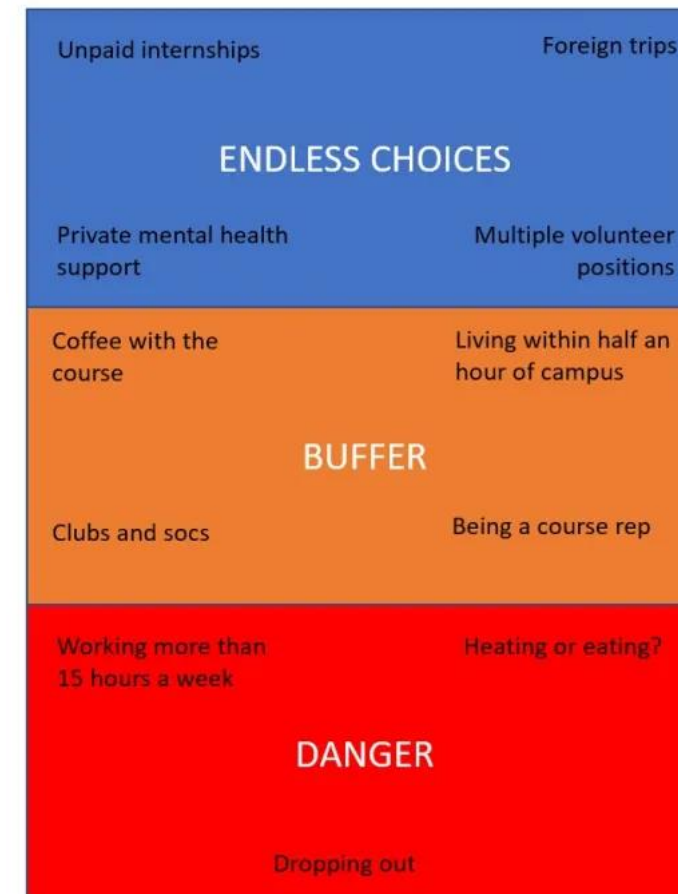 Unpaid internships
Foreign trips
ENDLESS CHOICES
Private mental health
support
Multiple volunteer
positions
Coffee with the
course
Living within half an
hour of campus
BUFFER
Clubs and socs
Being a course rep
Working more than
15 hours a week
Heating or eating?
DANGER
Dropping out